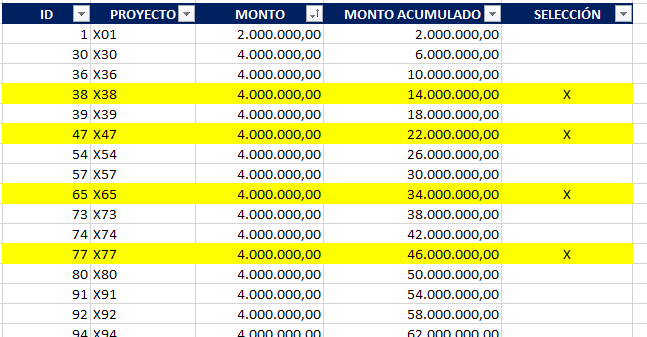 ID PROYECTO MONTO MONTO ACUMULADO SELECCIÓN
1 X01 2.000.000,00 2.000.000,00
30 X30 4.000.000,00 6.000.000,00
36 X36 4.000.000,00 10.000.000,00
38 X38 4.000.000,00 14.000.000,00 X
39 X39 4.000.000,00 18.000.000,00
47 X47 4.000.000,00 22.000.000,00 X
54 X54 4.000.000,00 26.000.000,00
57 X57 4.000.000,00 30.000.000,00
65 X65 4.000.000,00 34.000.000,00 X
73 X73 4.000.000,00 38.000.000,00
74 X74 4.000.000,00 42.000.000,00
77 X77 4.000.000,00 46.000.000,00 X
80 X80 4.000.000,00 50.000.000,00
91 X91 4.000.000,00 54.000.000,00
92 X92 4.000.000,00 58.000.000,00
94 X94 4.000.000,00 62.000.000,00